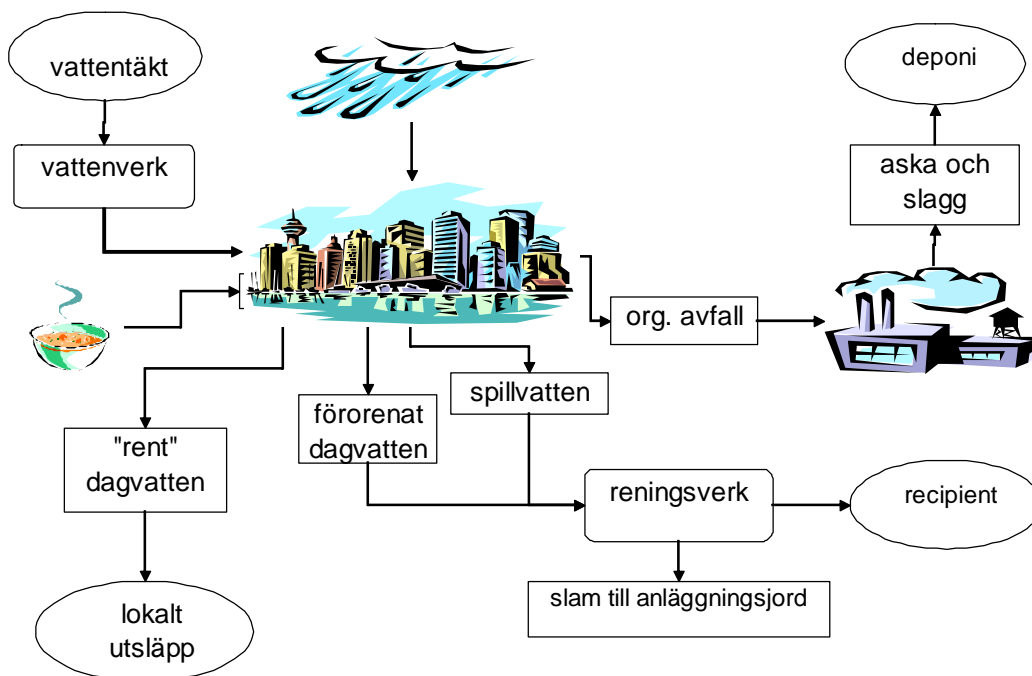 vattentäkt
deponi
vattenverk
aska och
slagg
org. avfall
spillvatten
förorenat
dagvatten
"rent"
dagvatten
reningsverk
recipient
slam till anläggningsjord
lokalt
utsläpp